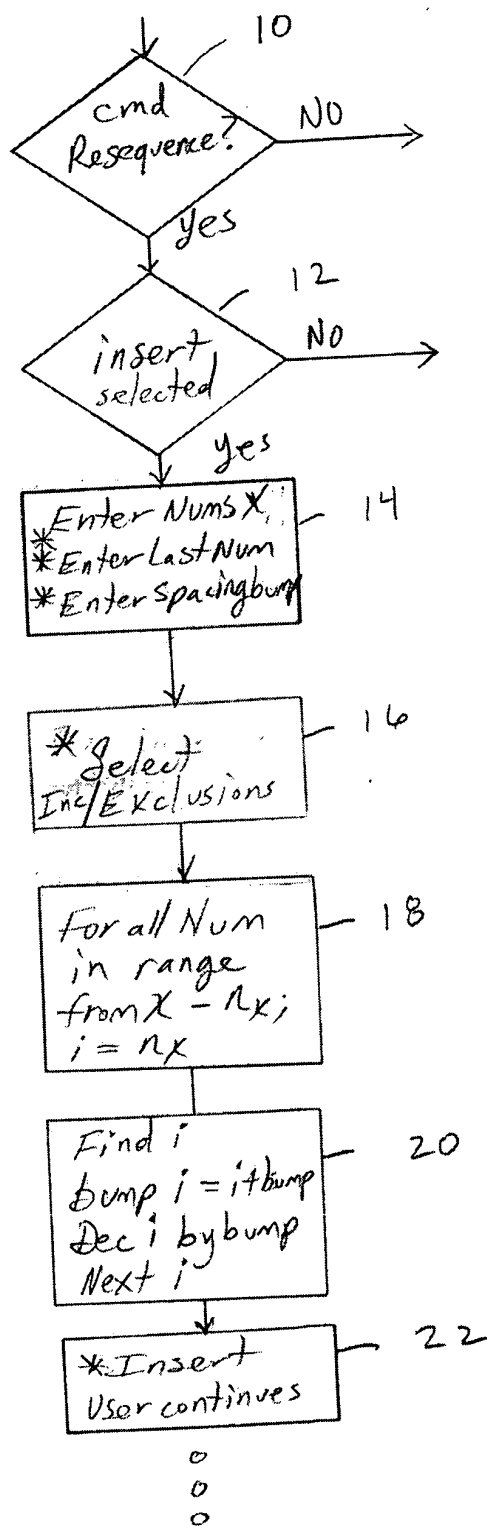 10
cmd
Resequence?
NO
Yes
12
insert
selected
NO
Yes
*Enter Nums X,
*Enter Last Num
*Enter Spacing bump
14
*Select
Inc/Exclusions
16
For all Num
in range
from X - nx;
i = nx
18
Find i
bump i = i+bump
Dec i by bump
Next i
20
*Insert
User continues
22